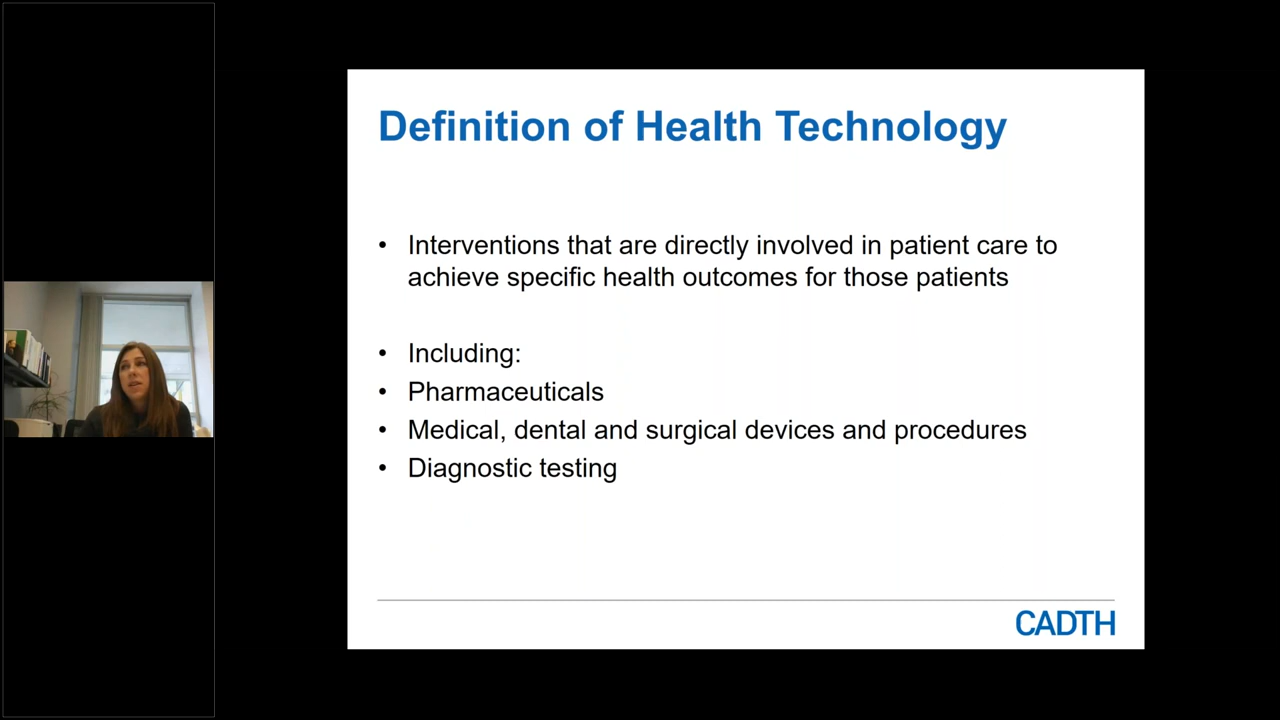 Definition of Health Technology
• Interventions that are directly involved in patient care to
achieve specific health outcomes for those patients
• Including:
• Pharmaceuticals
• Medical, dental and surgical devices and procedures
• Diagnostic testing
CADTH